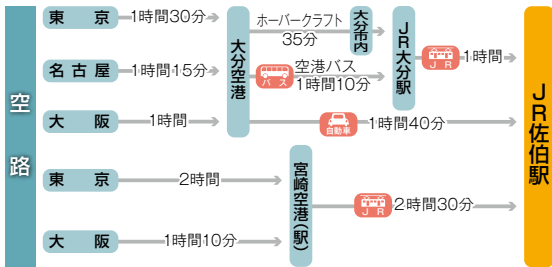 空路
東京
1時間30分
ホーバークラフト
35分
大分市内
JR大分駅
JR
1時間
名古屋
1時間15分
大分空港
バス
空港バス
1時間10分
大阪
1時間
自動車
1時間40分
JR佐伯駅
東京
2時間
宮崎空港(駅)
JR
2時間30分
大阪
1時間10分